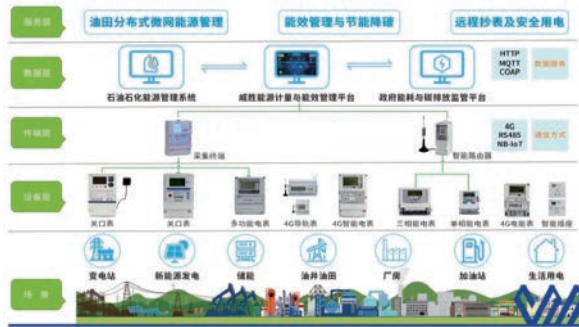 服务层
油田分布式微网能源管理
能效管理与节能降碳
远程抄表及安全用电
数据层
石油石化能源管理系统
威胜能源计量与能效管理平台
政府能耗与碳排放监管平台
HTTP
MQTT
COAP
数据服务
传输层
采集终端
智能路由器
4G
RS485
NB-IoT
通信方式
设备层
关口表
关口表
多功能电表
4G导轨表
4G智能电表
三相能电表
单相能电表
4G电能表
智能插座
场景
变电站
新能源发电
储能
油井油田
厂房
加油站
生活用电